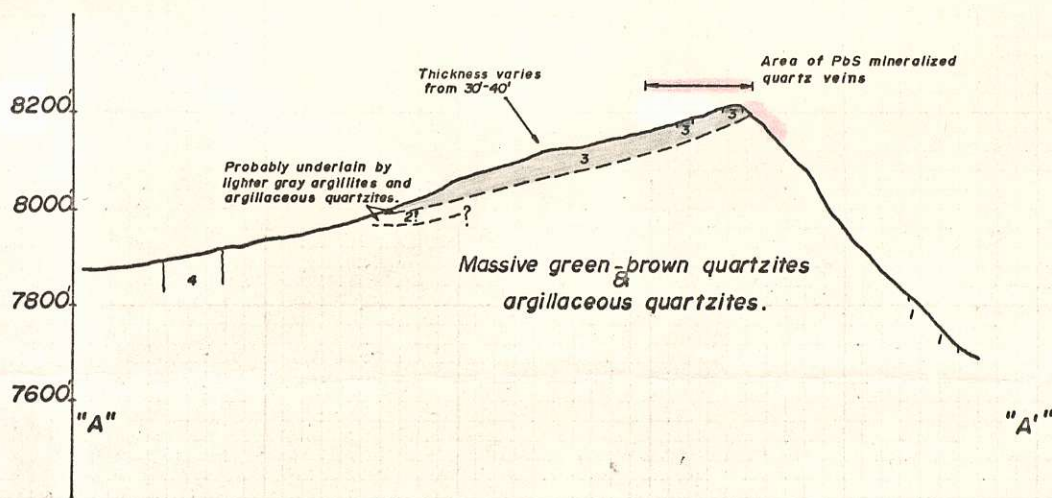 Area of PbS mineralized
quartz veins
Thickness varies
from 30'-40'
8200'
3
3
3
Probably underlain by
lighter gray argillites and
argillaceous quartzites.
8000'
2?
?
4
Massive green-brown quartzites
&
argillaceous quartzites.
7800'
1
1
7600'
"A"
"A'"